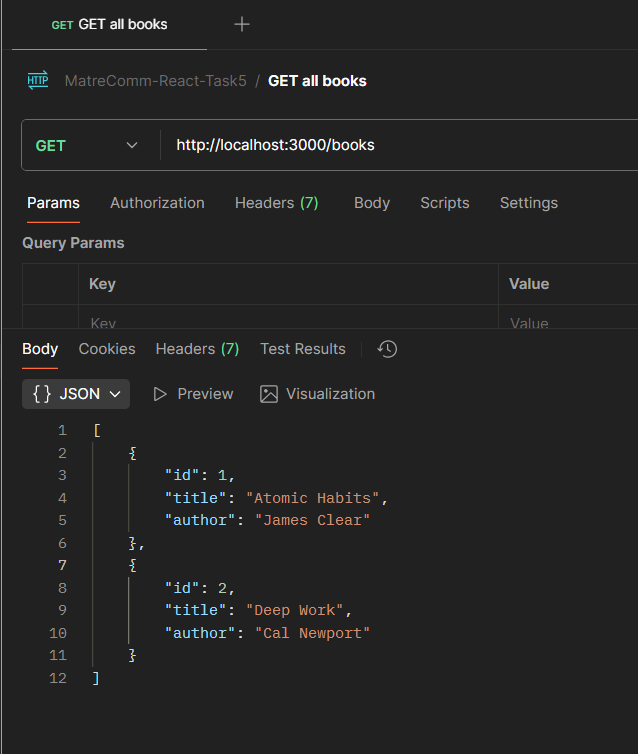 GET GET all books +
HTTP MatreComm-React-Task5 / GET all books
GET http://localhost:3000/books
Params Authorization Headers (7) Body Scripts Settings
Query Params
Key Value
Key Value
Body Cookies Headers (7) Test Results
{} JSON Preview Visualization
1 [
2 {
3 "id": 1,
4 "title": "Atomic Habits",
5 "author": "James Clear"
6 },
7 {
8 "id": 2,
9 "title": "Deep Work",
10 "author": "Cal Newport"
11 }
12 ]